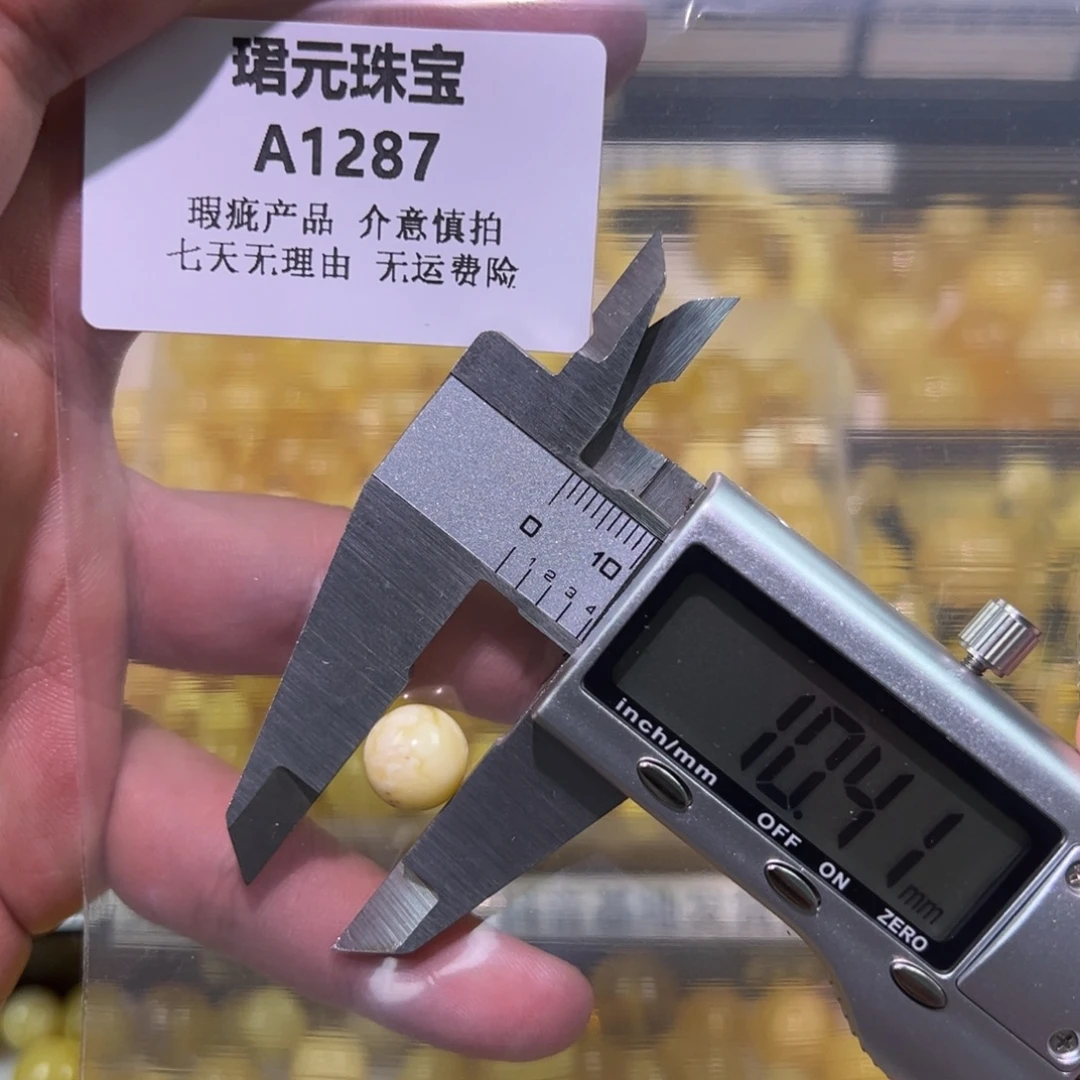 珺元珠宝
A1287
瑕疵产品 介意慎拍
七天无理由 无运费险
0 10
1 2 3 4
inch/mm
10.41 mm
OFF ON
ZERO